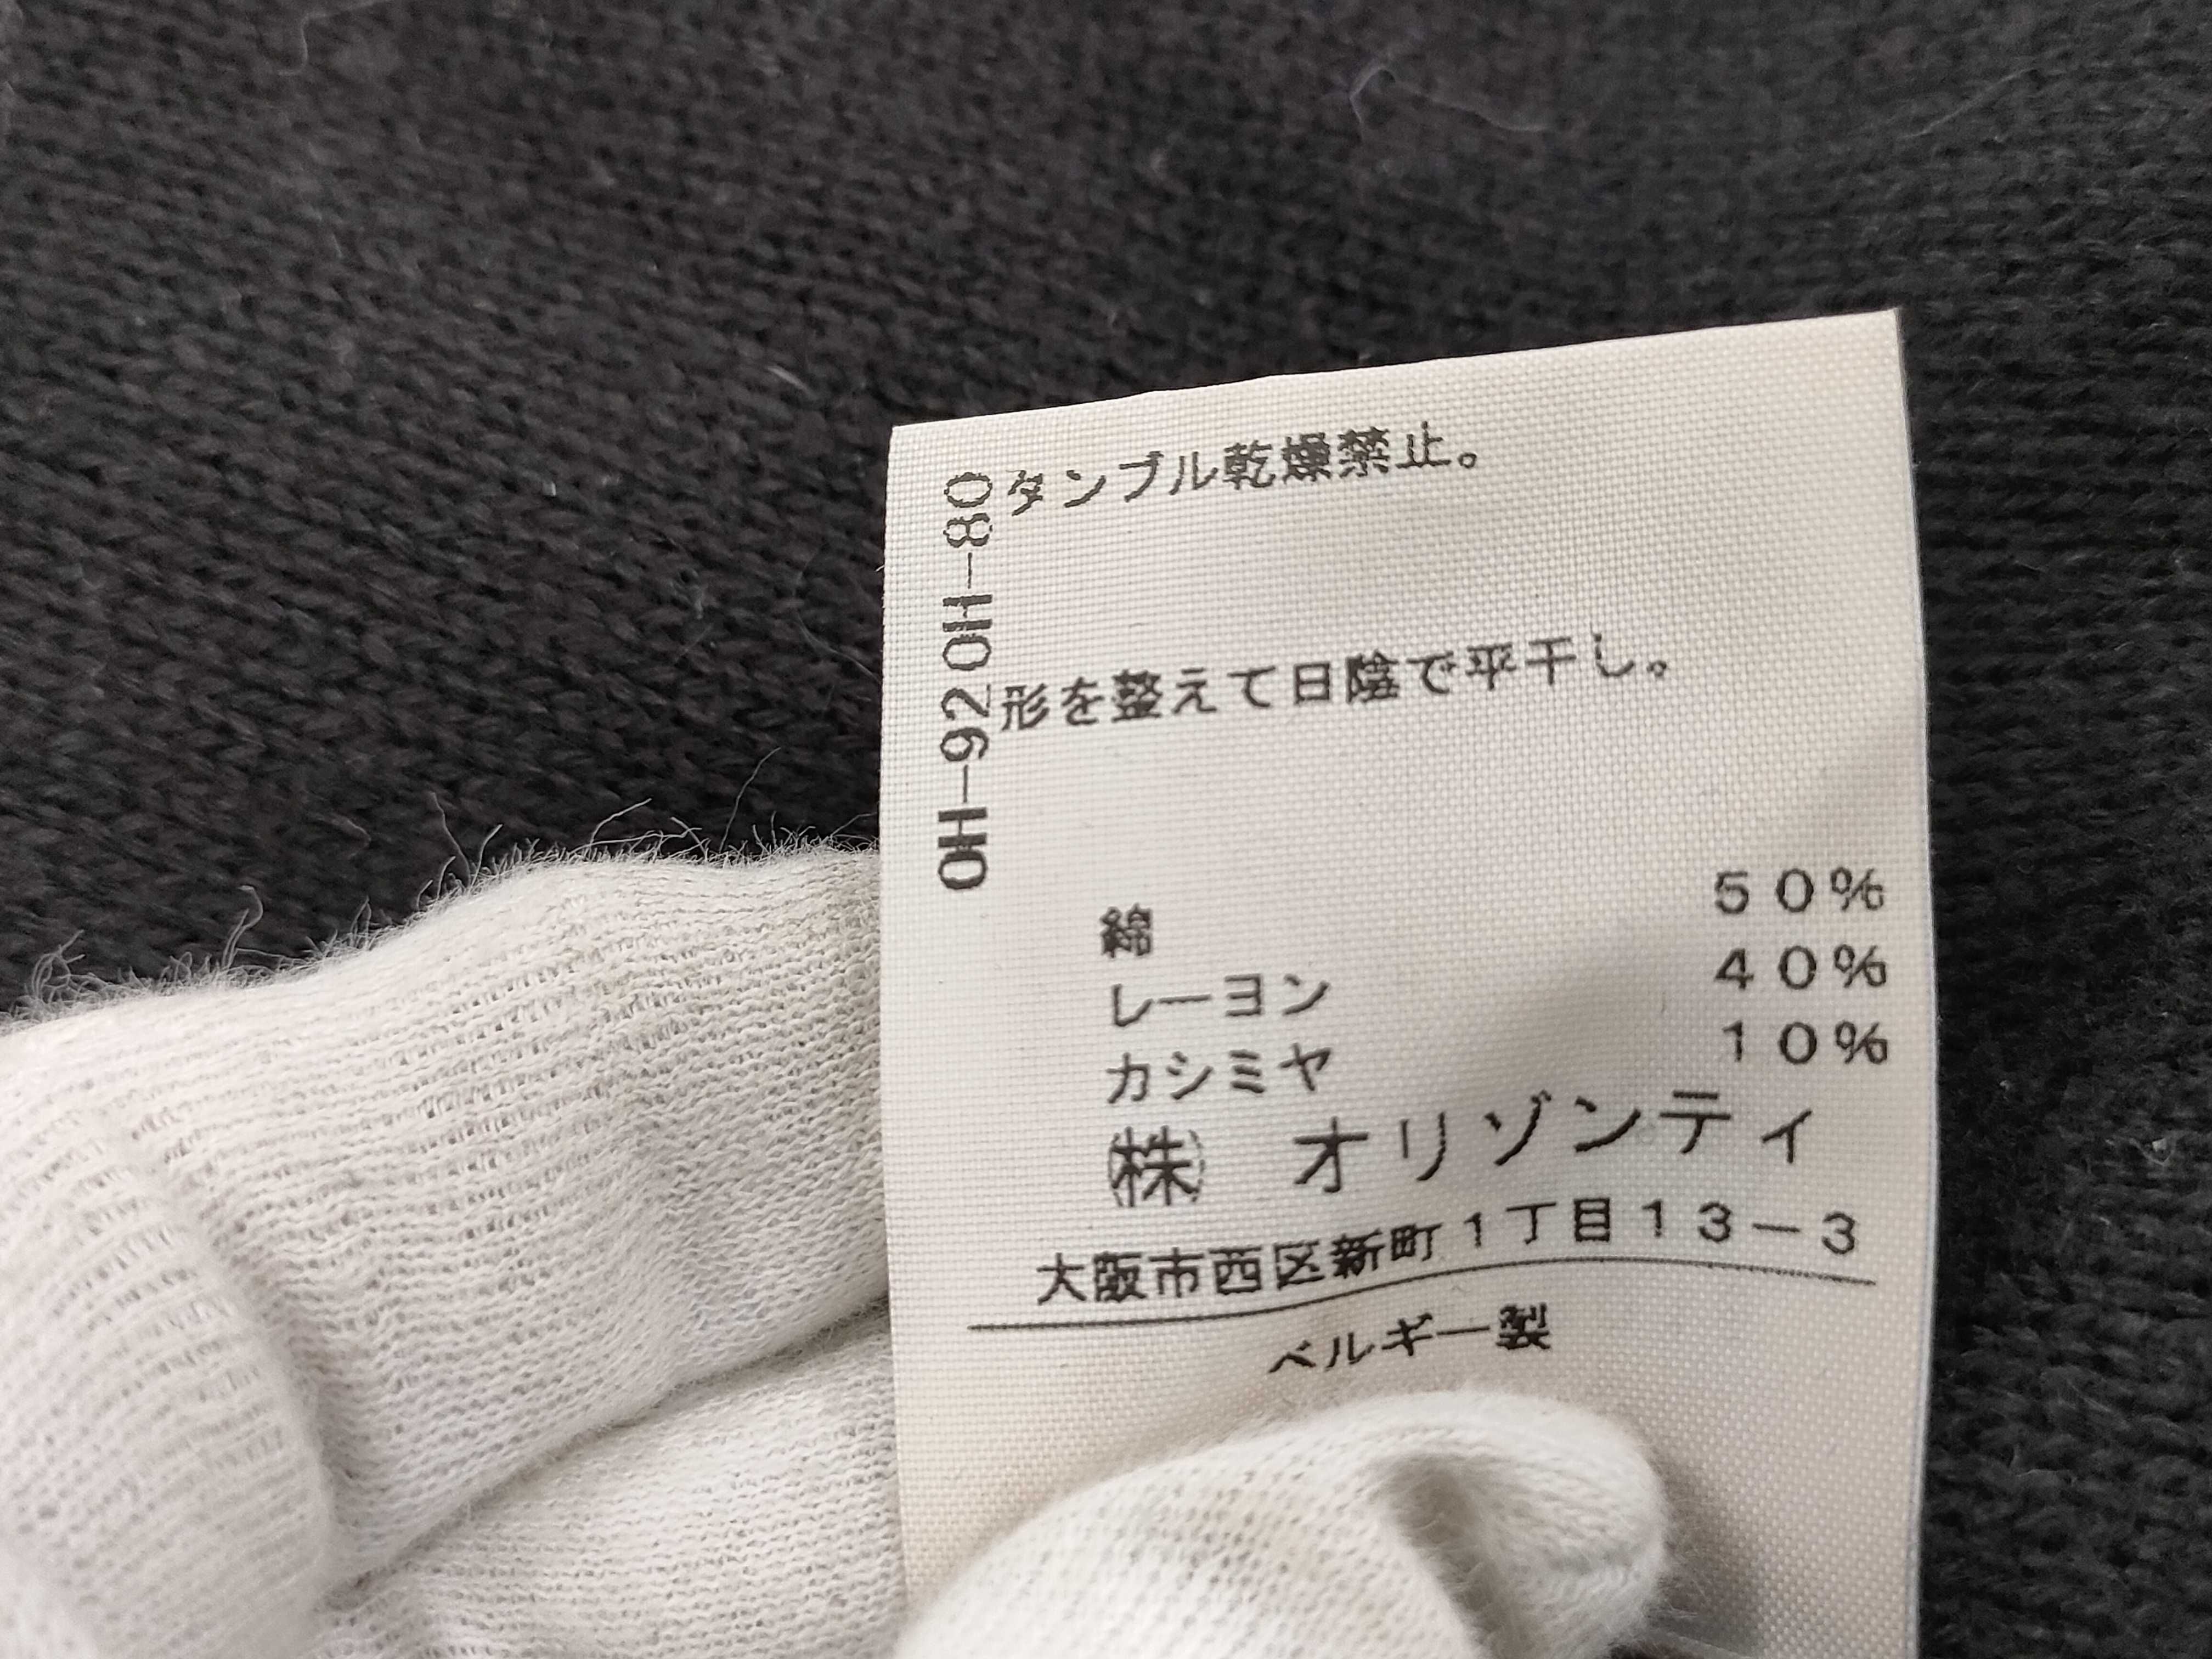 OH-920H-80
タンブル乾燥禁止。
形を整えて日陰で平干し。
綿 50%
レーヨン 40%
カシミヤ 10%
㈱ オリゾンティ
大阪市西区新町1丁目13-3
ベルギー製